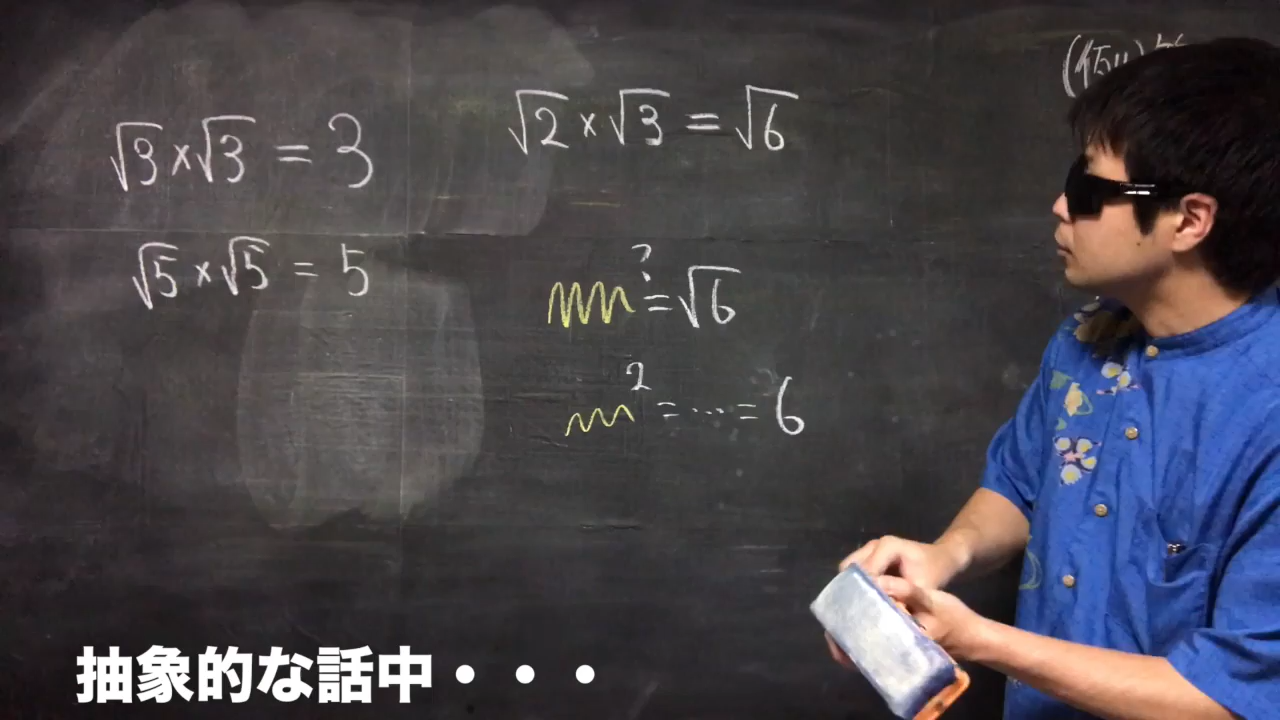 √3×√3 = 3
√5×√5 = 5
√2×√3 = √6
?
= √6
2
= ... = 6
抽象的な話中・・・